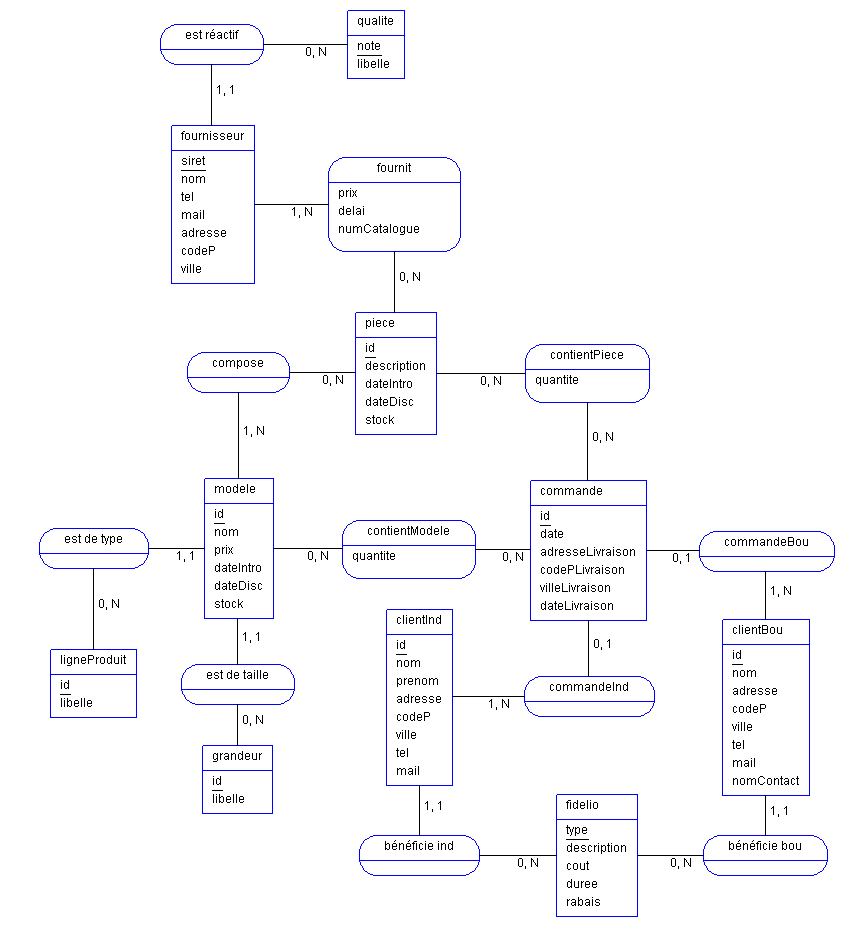 est réactif
0, N
qualite
note
libelle
1, 1
fournisseur
siret
nom
tel
mail
adresse
codeP
ville
1, N
fournit
prix
delai
numCatalogue
0, N
piece
id
description
dateIntro
dateDisc
stock
compose
0, N
0, N
contientPiece
quantite
1, N
0, N
modele
id
nom
prix
dateIntro
dateDisc
stock
est de type
1, 1
0, N
contientModele
quantite
0, N
commande
id
date
adresseLivraison
codePLivraison
villeLivraison
dateLivraison
0, 1
commandeBou
0, N
1, N
ligneProduit
id
libelle
1, 1
est de taille
0, N
grandeur
id
libelle
clientInd
id
nom
prenom
adresse
codeP
ville
tel
mail
0, 1
1, N
commandeInd
clientBou
id
nom
adresse
codeP
ville
tel
mail
nomContact
1, 1
1, 1
bénéficie ind
0, N
fidelio
type
description
cout
duree
rabais
0, N
bénéficie bou